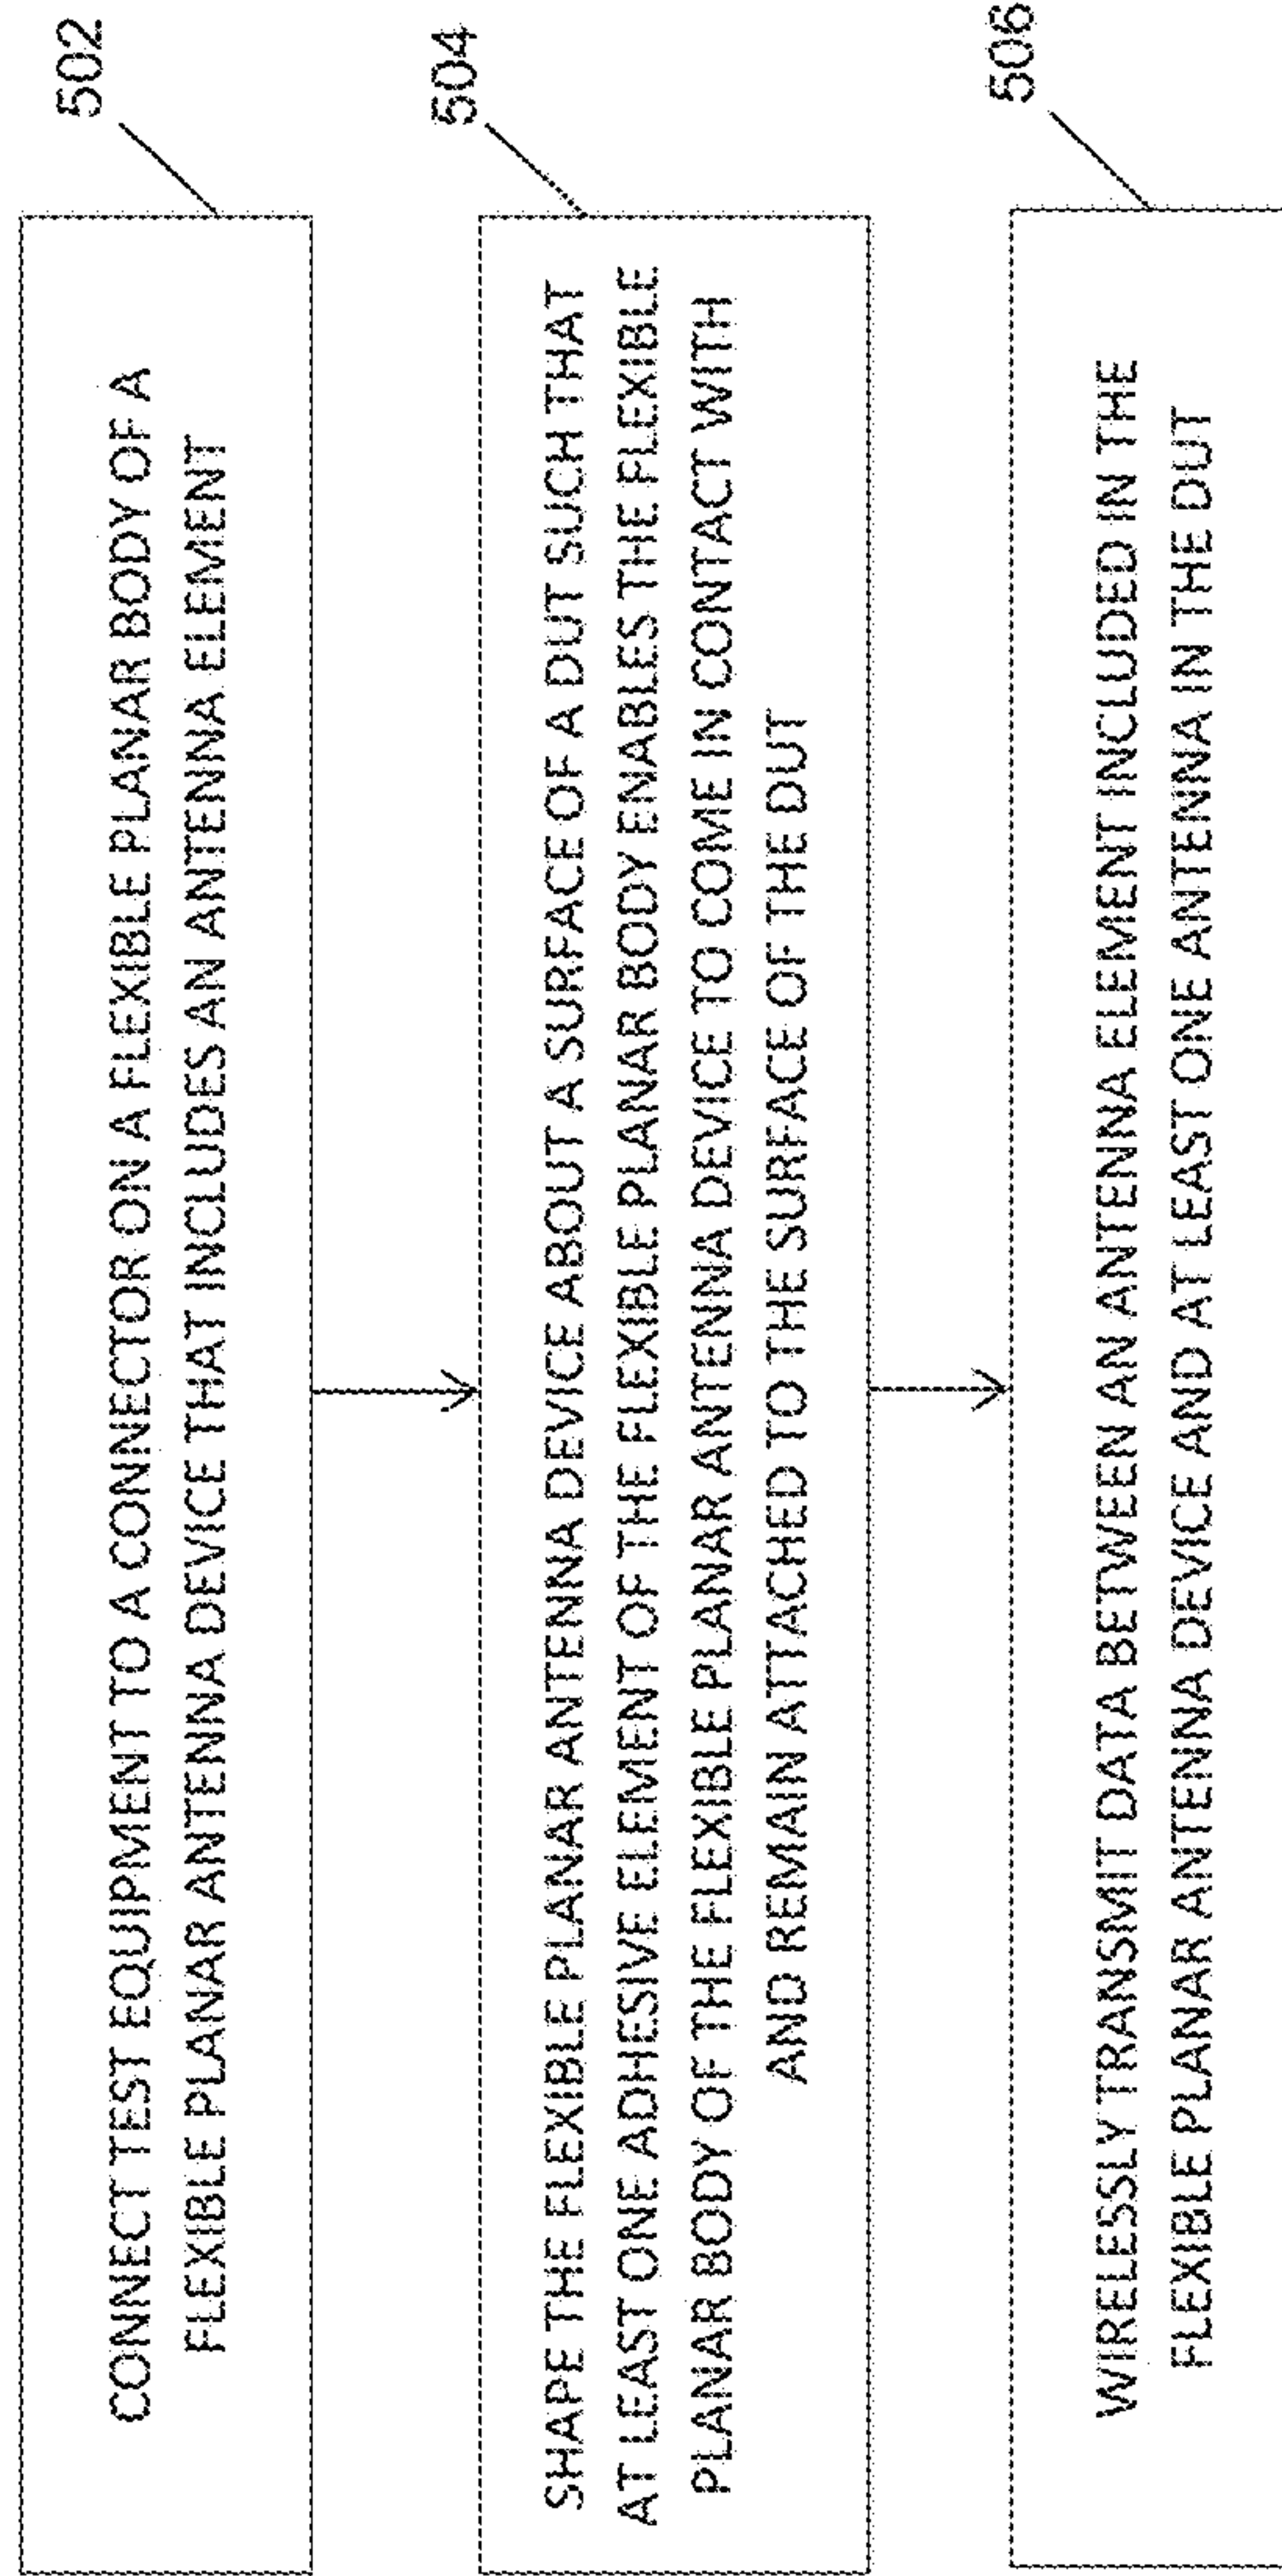 502
CONNECT TEST EQUIPMENT TO A CONNECTOR ON A FLEXIBLE PLANAR BODY OF A
FLEXIBLE PLANAR ANTENNA DEVICE THAT INCLUDES AN ANTENNA ELEMENT
504
SHAPE THE FLEXIBLE PLANAR ANTENNA DEVICE ABOUT A SURFACE OF A DUT SUCH THAT
AT LEAST ONE ADHESIVE ELEMENT OF THE FLEXIBLE PLANAR BODY ENABLES THE FLEXIBLE
PLANAR BODY OF THE FLEXIBLE PLANAR ANTENNA DEVICE TO COME IN CONTACT WITH
AND REMAIN ATTACHED TO THE SURFACE OF THE DUT
506
WIRELESSLY TRANSMIT DATA BETWEEN AN ANTENNA ELEMENT INCLUDED IN THE
FLEXIBLE PLANAR ANTENNA DEVICE AND AT LEAST ONE ANTENNA IN THE DUT